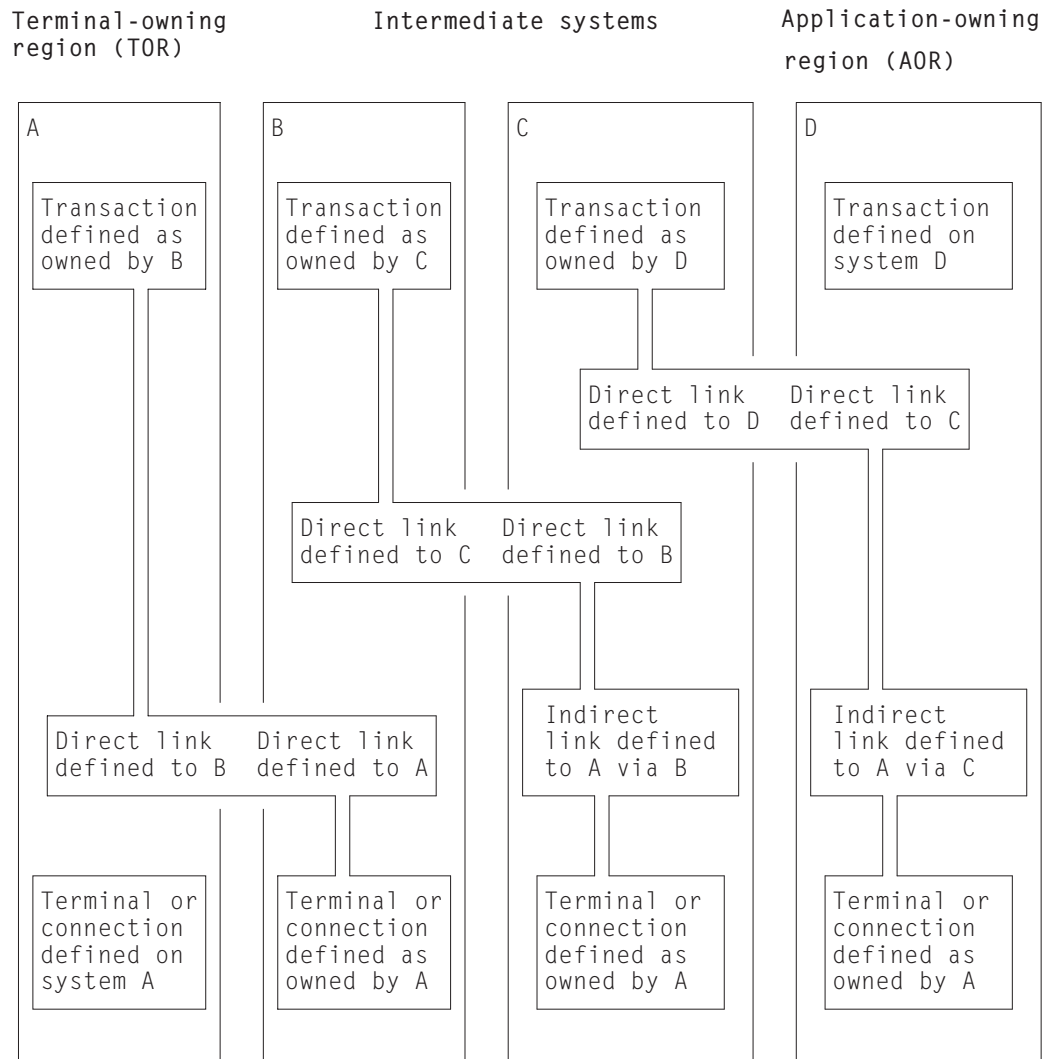 Terminal-owning
region (TOR)
Intermediate systems
Application-owning
region (AOR)
A
B
C
D
Transaction
defined as
owned by B
Transaction
defined as
owned by C
Transaction
defined as
owned by D
Transaction
defined on
system D
Direct link
defined to D
Direct link
defined to C
Direct link
defined to C
Direct link
defined to B
Direct link
defined to B
Direct link
defined to A
Indirect
link defined
to A via B
Indirect
link defined
to A via C
Terminal or
connection
defined on
system A
Terminal or
connection
defined as
owned by A
Terminal or
connection
defined as
owned by A
Terminal or
connection
defined as
owned by A